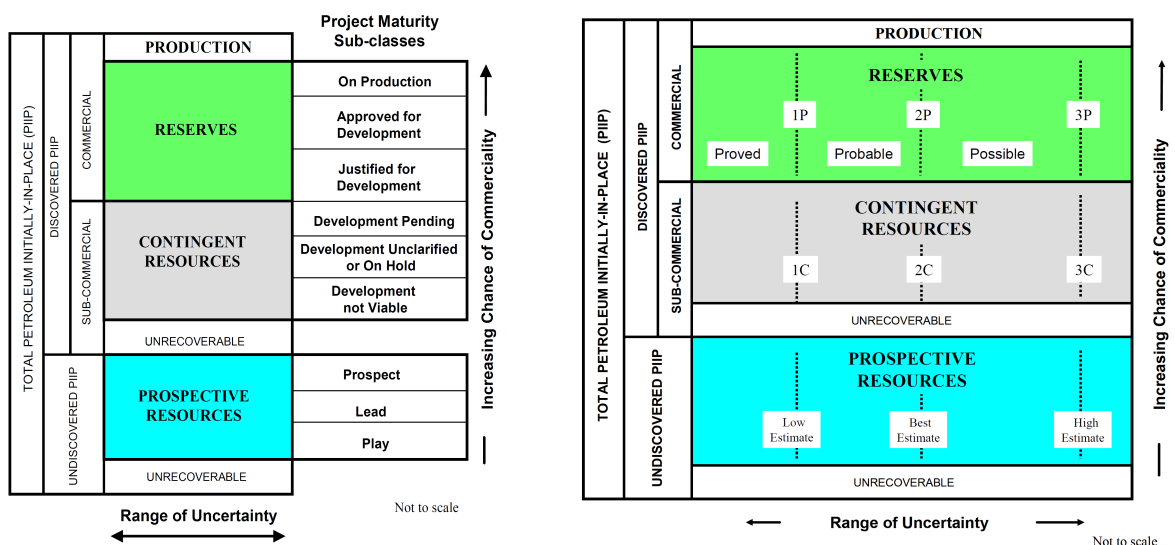 Project Maturity
Sub-classes
TOTAL PETROLEUM INITIALLY-IN-PLACE (PIIP)
DISCOVERED PIIP
COMMERCIAL
SUB-COMMERCIAL
UNDISCOVERED PIIP
PRODUCTION
RESERVES
CONTINGENT
RESOURCES
UNRECOVERABLE
PROSPECTIVE
RESOURCES
UNRECOVERABLE
On Production
Approved for
Development
Justified for
Development
Development Pending
Development Unclarified
or On Hold
Development
not Viable
Prospect
Lead
Play
Increasing Chance of Commerciality
Range of Uncertainty
Not to scale
TOTAL PETROLEUM INITIALLY-IN-PLACE (PIIP)
DISCOVERED PIIP
COMMERCIAL
SUB-COMMERCIAL
UNDISCOVERED PIIP
PRODUCTION
RESERVES
1P
2P
3P
Proved
Probable
Possible
CONTINGENT
RESOURCES
1C
2C
3C
UNRECOVERABLE
PROSPECTIVE
RESOURCES
Low
Estimate
Best
Estimate
High
Estimate
UNRECOVERABLE
Increasing Chance of Commerciality
Range of Uncertainty
Not to scale